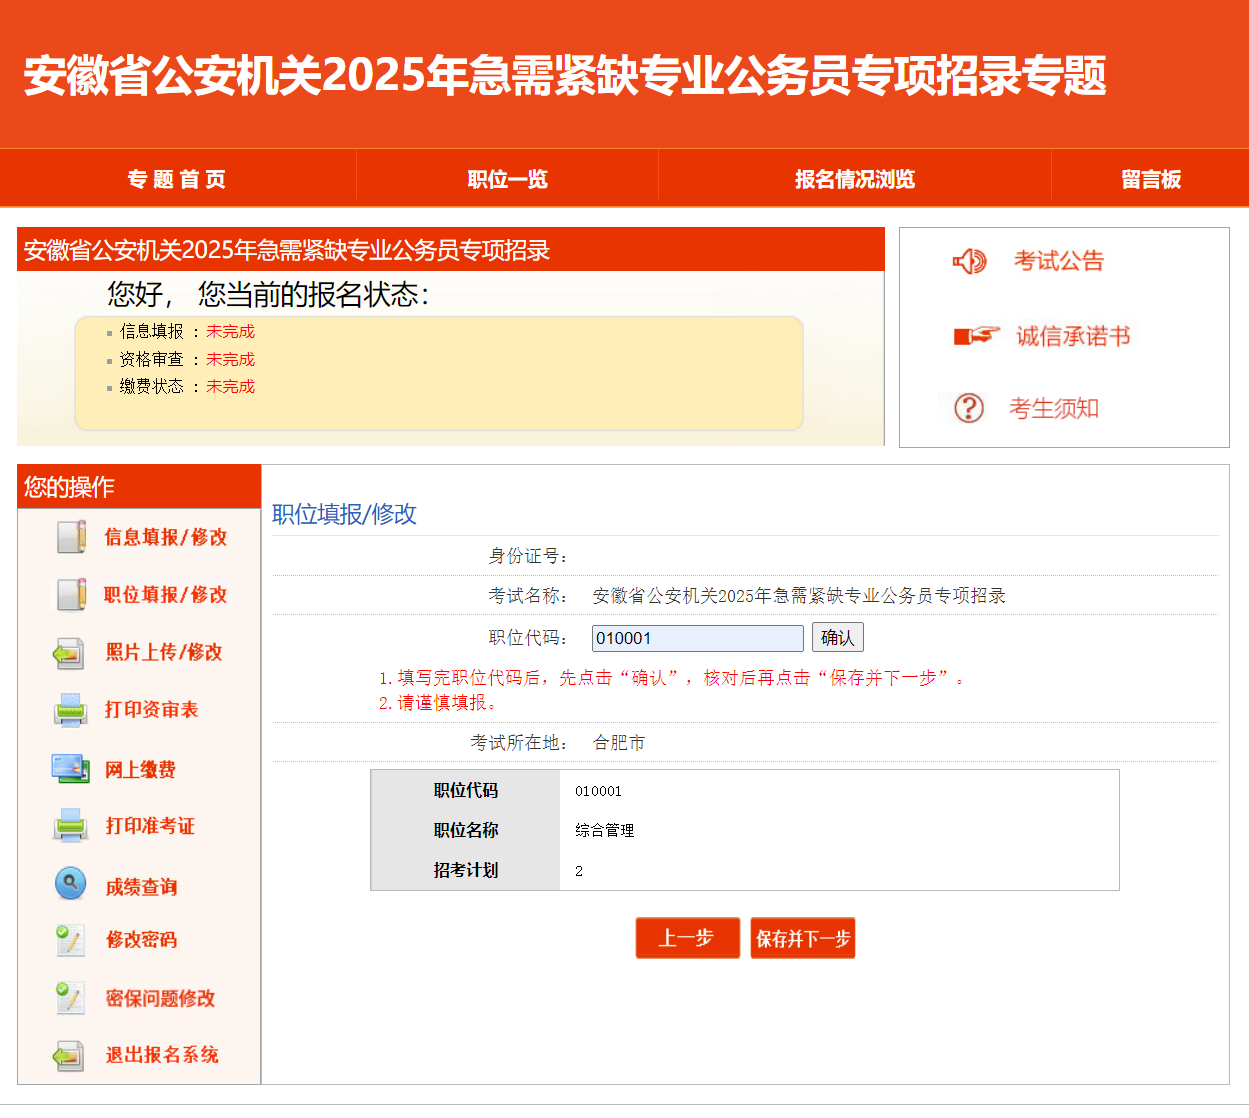 安徽省公安机关2025年急需紧缺专业公务员专项招录专题
专 题 首 页
职位一览
报名情况浏览
留言板
安徽省公安机关2025年急需紧缺专业公务员专项招录
您好， 您当前的报名状态：
信息填报 ：未完成
资格审查 ：未完成
缴费状态 ：未完成
考试公告
诚信承诺书
考生须知
您的操作
信息填报/修改
职位填报/修改
照片上传/修改
打印资审表
网上缴费
打印准考证
成绩查询
修改密码
密保问题修改
退出报名系统
职位填报/修改
身份证号：
考试名称： 安徽省公安机关2025年急需紧缺专业公务员专项招录
职位代码： 010001 确认
1.填写完职位代码后，先点击“确认”，核对后再点击“保存并下一步”。
2.请谨慎填报。
考试所在地： 合肥市
职位代码 010001
职位名称 综合管理
招考计划 2
上一步 保存并下一步